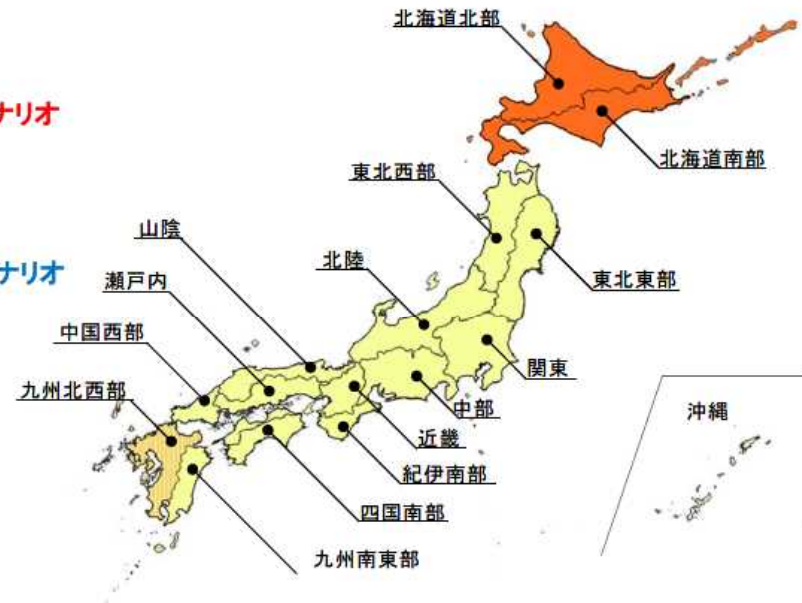 北海道北部
ナリオ
北海道南部
東北西部
山陰
北陸
ナリオ
瀬戸内
東北東部
中国西部
関東
九州北西部
中部
沖縄
近畿
紀伊南部
四国南部
九州南東部